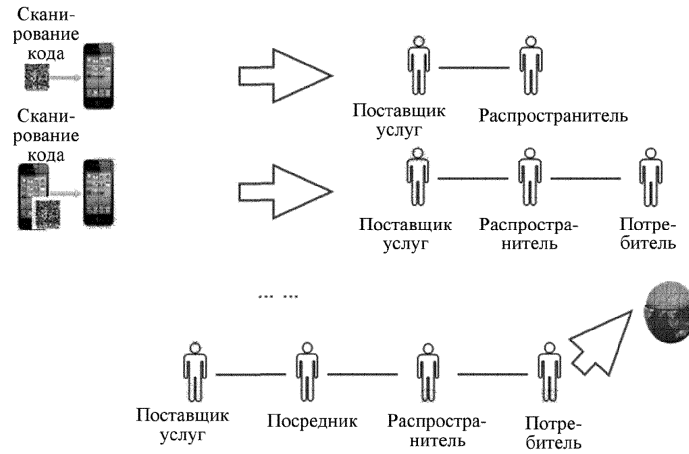 Скани-
рование
кода
Поставщик
услуг
Распространитель
Скани-
рование
кода
Поставщик
услуг
Распростра-
нитель
Потре-
битель
... ...
Поставщик
услуг
Посредник
Распростра-
нитель
Потре-
битель